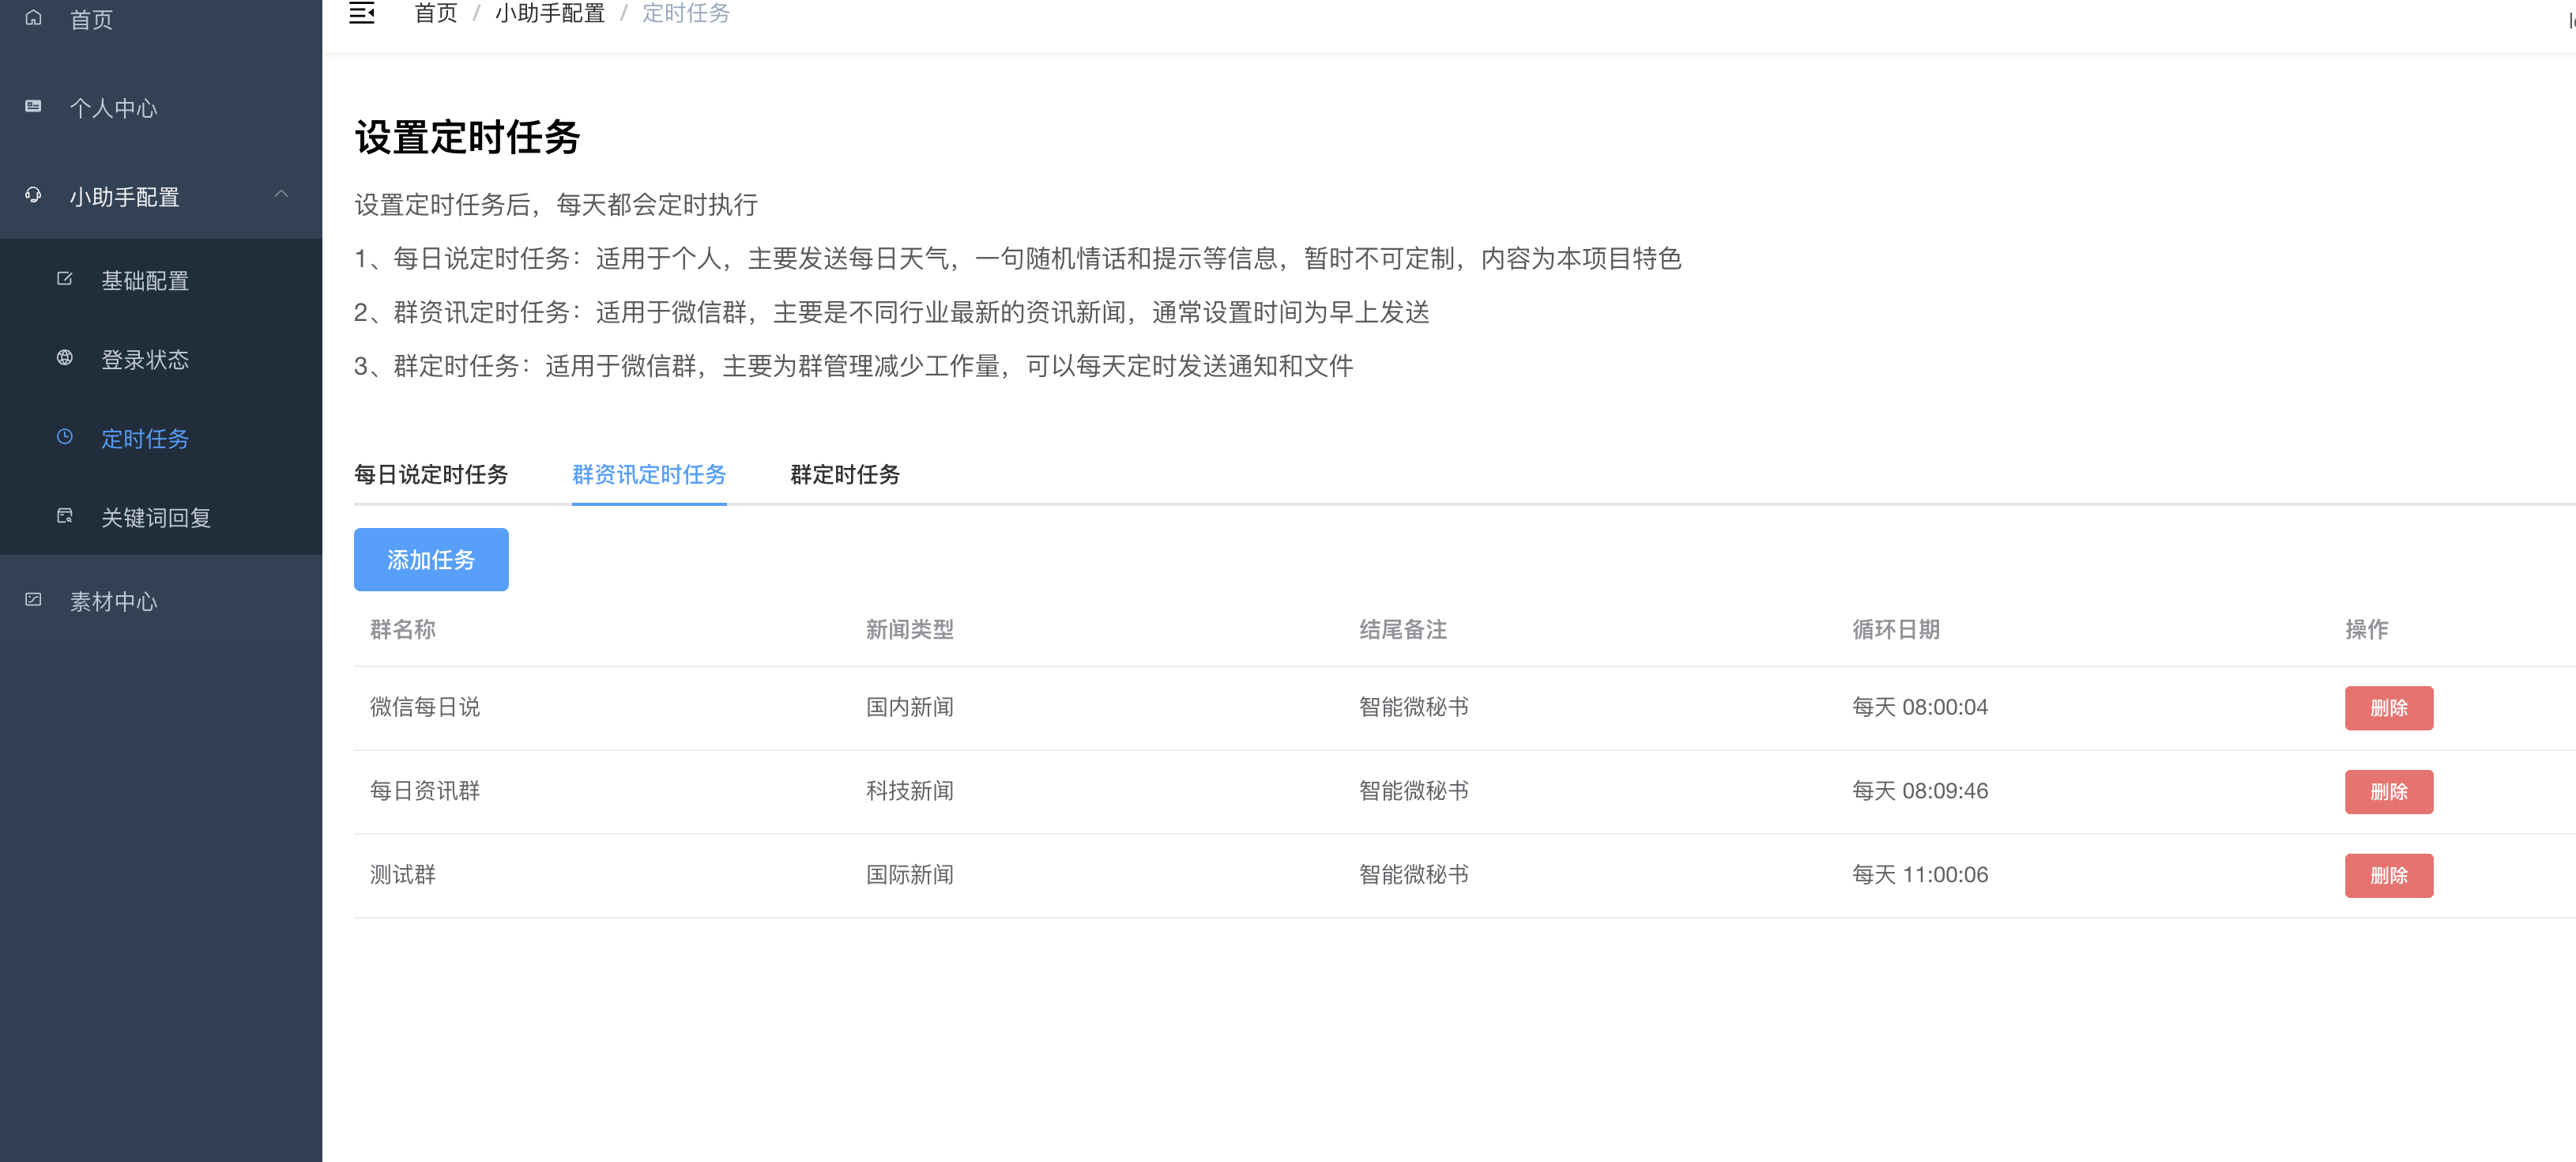 首页
个人中心
小助手配置
基础配置
登录状态
定时任务
关键词回复
素材中心
首页 / 小助手配置 / 定时任务
设置定时任务
设置定时任务后，每天都会定时执行
1、每日说定时任务：适用于个人，主要发送每日天气，一句随机情话和提示等信息，暂时不可定制，内容为本项目特色
2、群资讯定时任务：适用于微信群，主要是不同行业最新的资讯新闻，通常设置时间为早上发送
3、群定时任务：适用于微信群，主要为群管理减少工作量，可以每天定时发送通知和文件
每日说定时任务 群资讯定时任务 群定时任务
添加任务
群名称 新闻类型 结尾备注 循环日期 操作
微信每日说 国内新闻 智能微秘书 每天 08:00:04 删除
每日资讯群 科技新闻 智能微秘书 每天 08:09:46 删除
测试群 国际新闻 智能微秘书 每天 11:00:06 删除